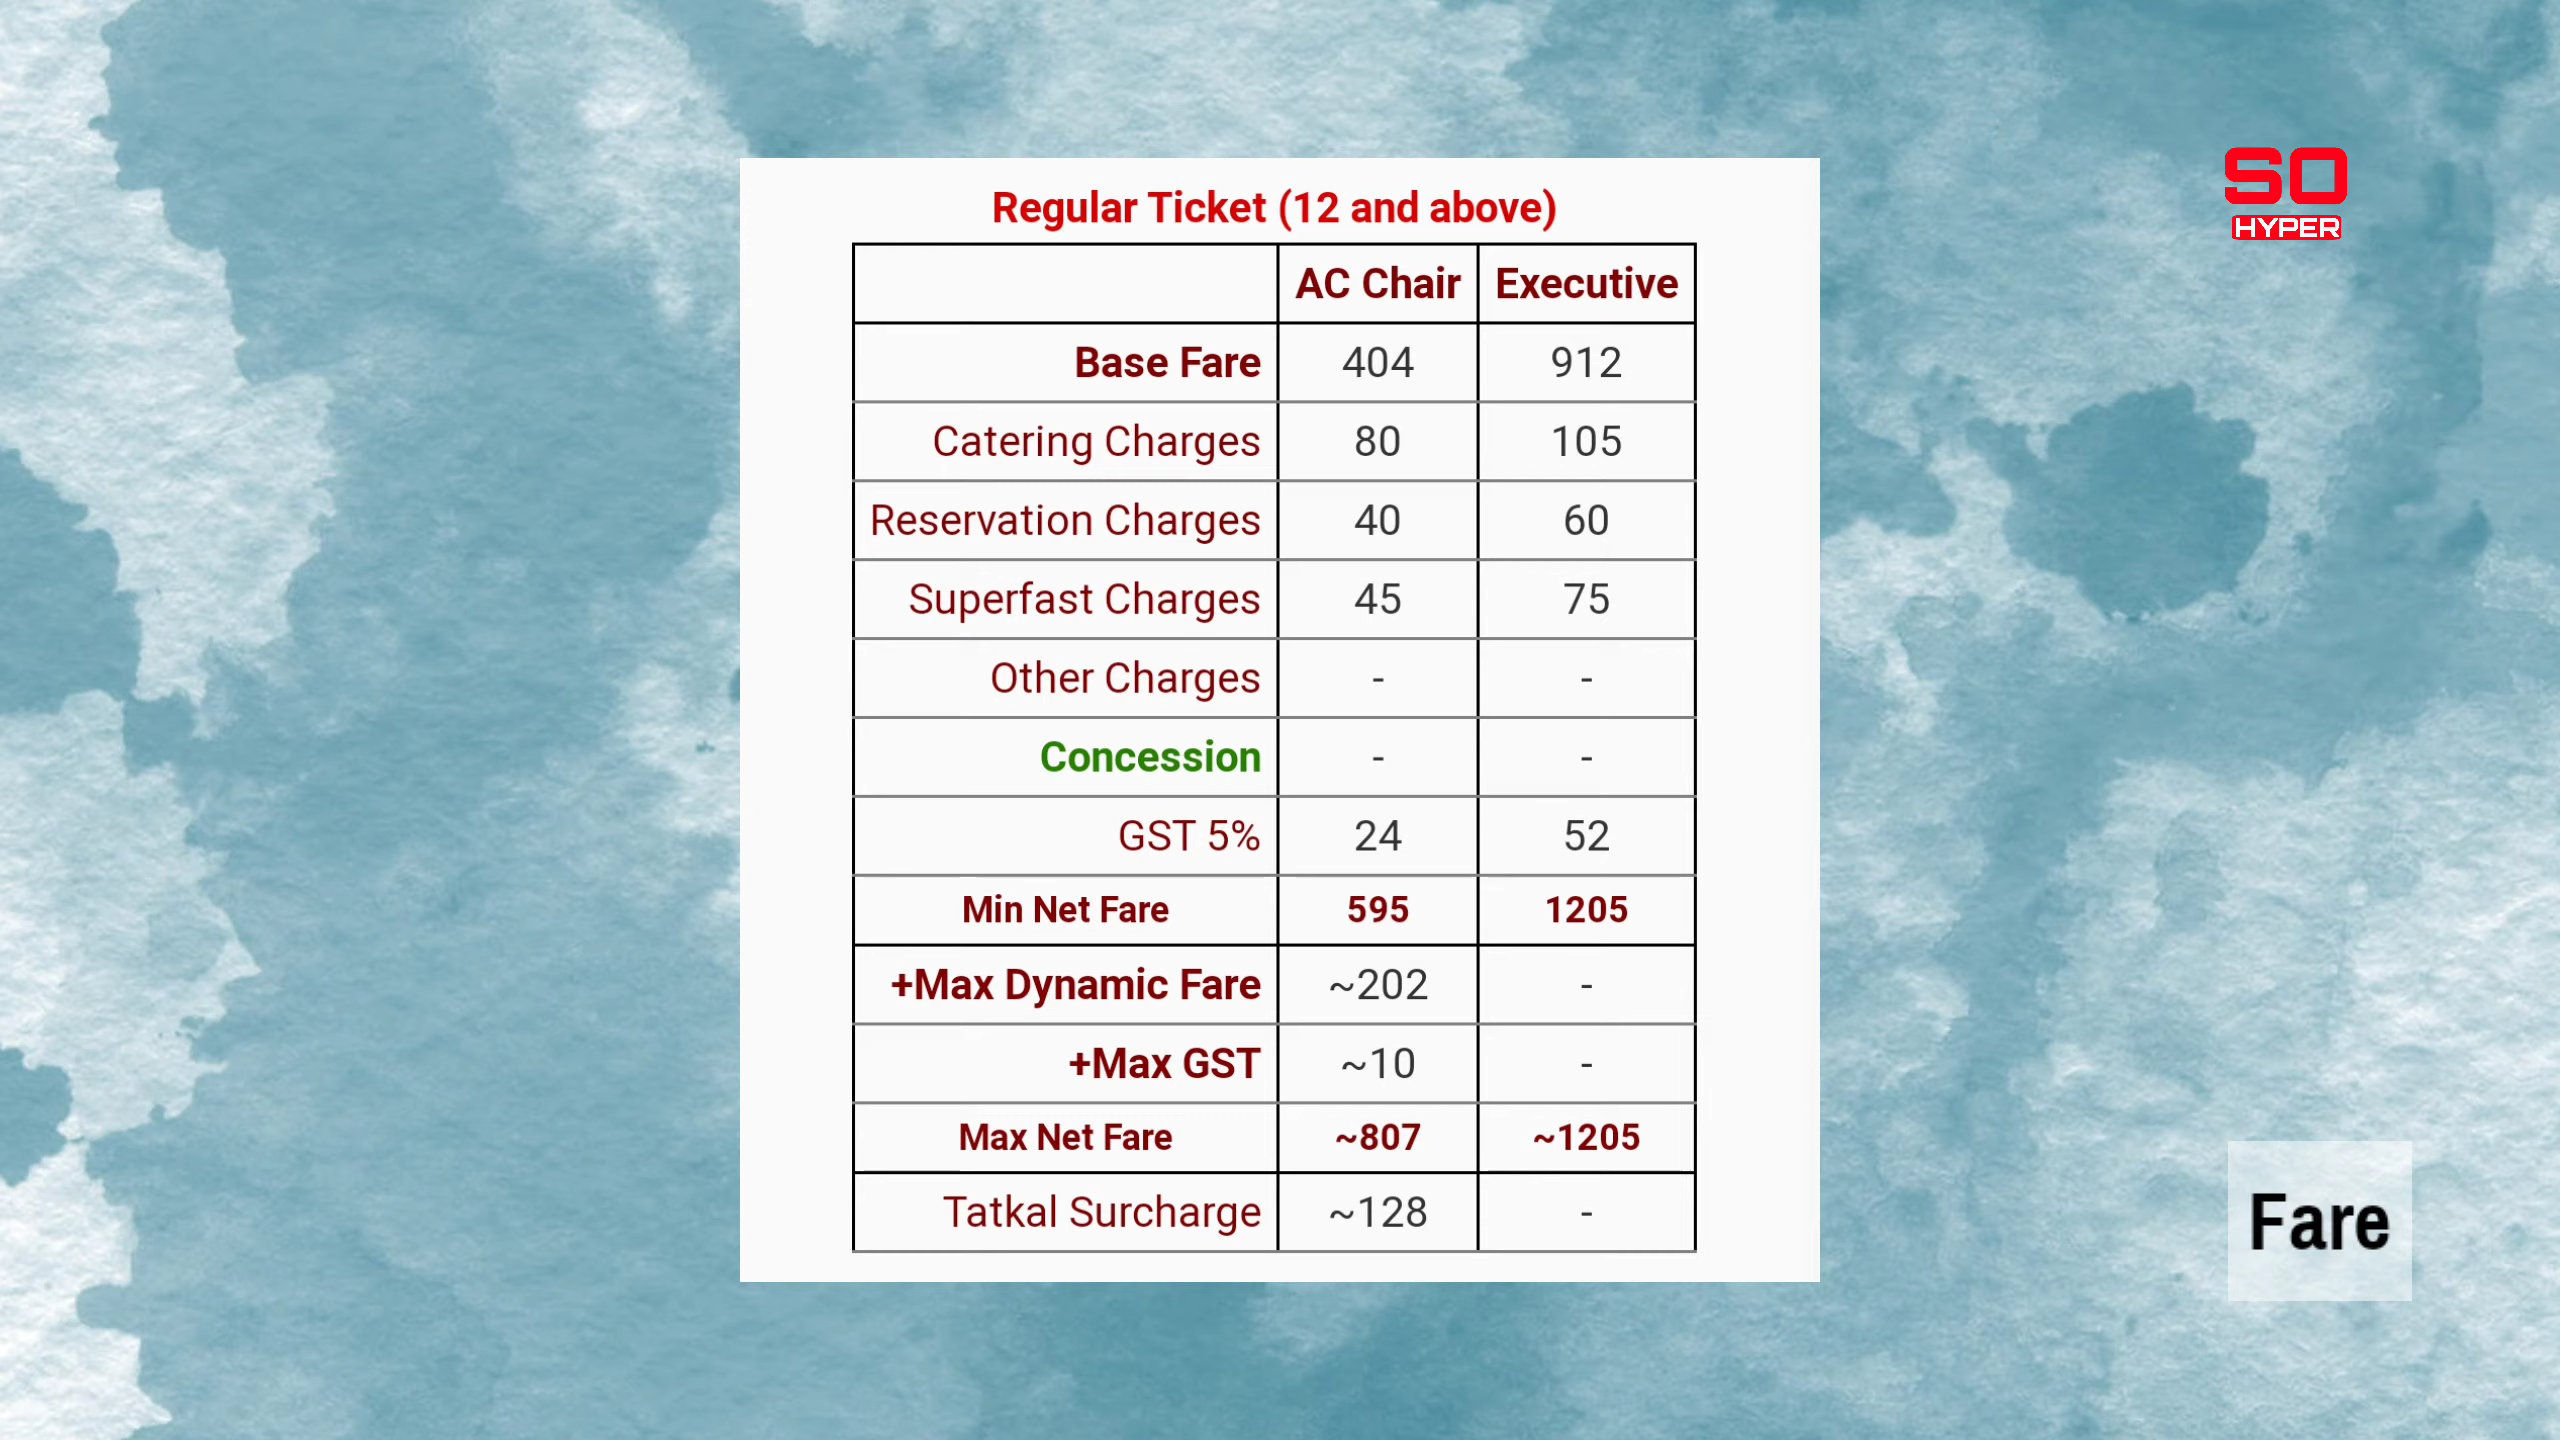 SO
HYPER
Regular Ticket (12 and above)
AC Chair Executive
Base Fare 404 912
Catering Charges 80 105
Reservation Charges 40 60
Superfast Charges 45 75
Other Charges - -
Concession - -
GST 5% 24 52
Min Net Fare 595 1205
+Max Dynamic Fare ~202 -
+Max GST ~10 -
Max Net Fare ~807 ~1205
Tatkal Surcharge ~128 -
Fare